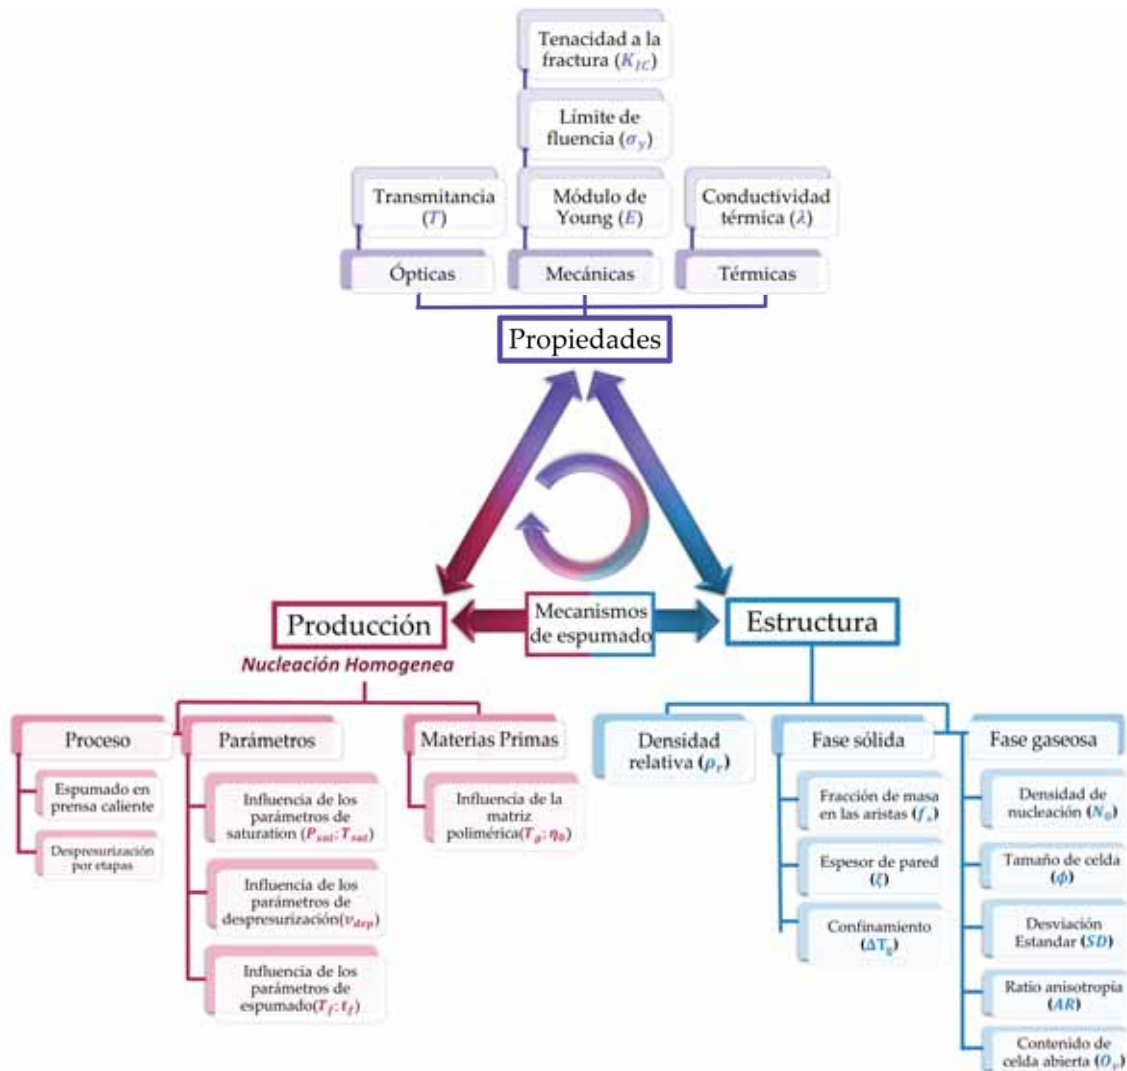 Tenacidad a la
fractura (K_IC)
Límite de
fluencia (σ_y)
Transmitancia
(T)
Módulo de
Young (E)
Conductividad
térmica (λ)
Ópticas
Mecánicas
Térmicas
Propiedades
Mecanismos
de espumado
Producción
Estructura
Nucleación Homogenea
Proceso
Espumado en
prensa caliente
Despresurización
por etapas
Parámetros
Influencia de los
parámetros de
saturation (P_sat; T_sat)
Influencia de los
parámetros de
despresurización(v_dep)
Influencia de los
parámetros de
espumado(T_f; t_f)
Materias Primas
Influencia de la
matriz
polimérica(T_g; η_0)
Densidad
relativa (ρ_r)
Fase sólida
Fracción de masa
en las aristas (f_s)
Espesor de pared
(ζ)
Confinamiento
(ΔT_g)
Fase gaseosa
Densidad de
nucleación (N_0)
Tamaño de celda
(ϕ)
Desviación
Estandar (SD)
Ratio anisotropía
(AR)
Contenido de
celda abierta (O_v)